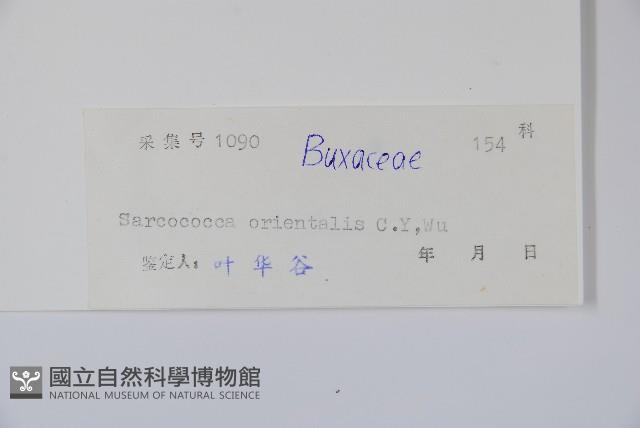 采集号 1090 Buxaceae 154 科
Sarcococca orientalis C.Y,Wu
年 月 日
鉴定人: 叶华谷
國立自然科學博物館
NATIONAL MUSEUM OF NATURAL SCIENCE